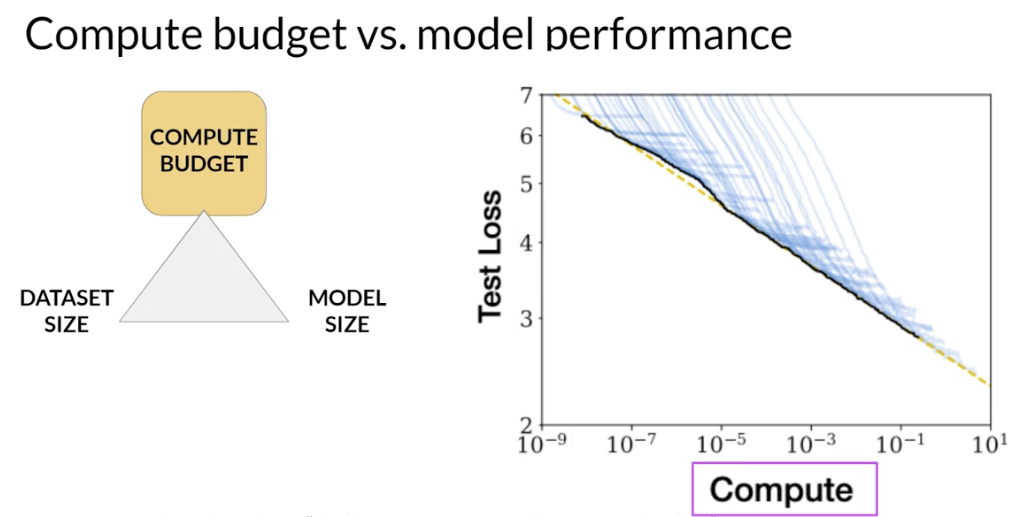 Compute budget vs. model performance
COMPUTE
BUDGET
DATASET
SIZE
MODEL
SIZE
7
6
5
4
3
2
Test Loss
10⁻⁹ 10⁻⁷ 10⁻⁵ 10⁻³ 10⁻¹ 10¹
Compute